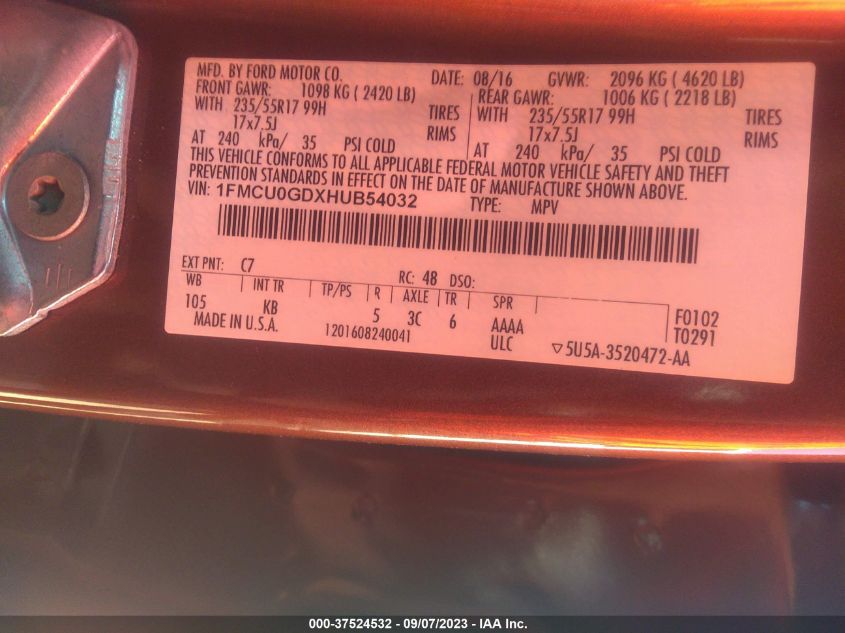 MFD. BY FORD MOTOR CO. DATE: 08/16 GVWR: 2096 KG ( 4620 LB)
FRONT GAWR: 1098 KG ( 2420 LB) REAR GAWR: 1006 KG ( 2218 LB)
WITH 235/55R17 99H TIRES WITH 235/55R17 99H TIRES
17x7.5J RIMS 17x7.5J RIMS
AT 240 kPa/ 35 PSI COLD AT 240 kPa/ 35 PSI COLD
THIS VEHICLE CONFORMS TO ALL APPLICABLE FEDERAL MOTOR VEHICLE SAFETY AND THEFT
PREVENTION STANDARDS IN EFFECT ON THE DATE OF MANUFACTURE SHOWN ABOVE.
VIN: 1FMCU0GDXHUB54032 TYPE: MPV
EXT PNT: C7 RC: 48 DSO:
WB INT TR TP/PS R AXLE TR SPR
105 KB 5 3C 6 AAAA F0102
MADE IN U.S.A. 1201608240041 ULC ▽5U5A-3520472-AA T0291
000-37524532 - 09/07/2023 - IAA Inc.